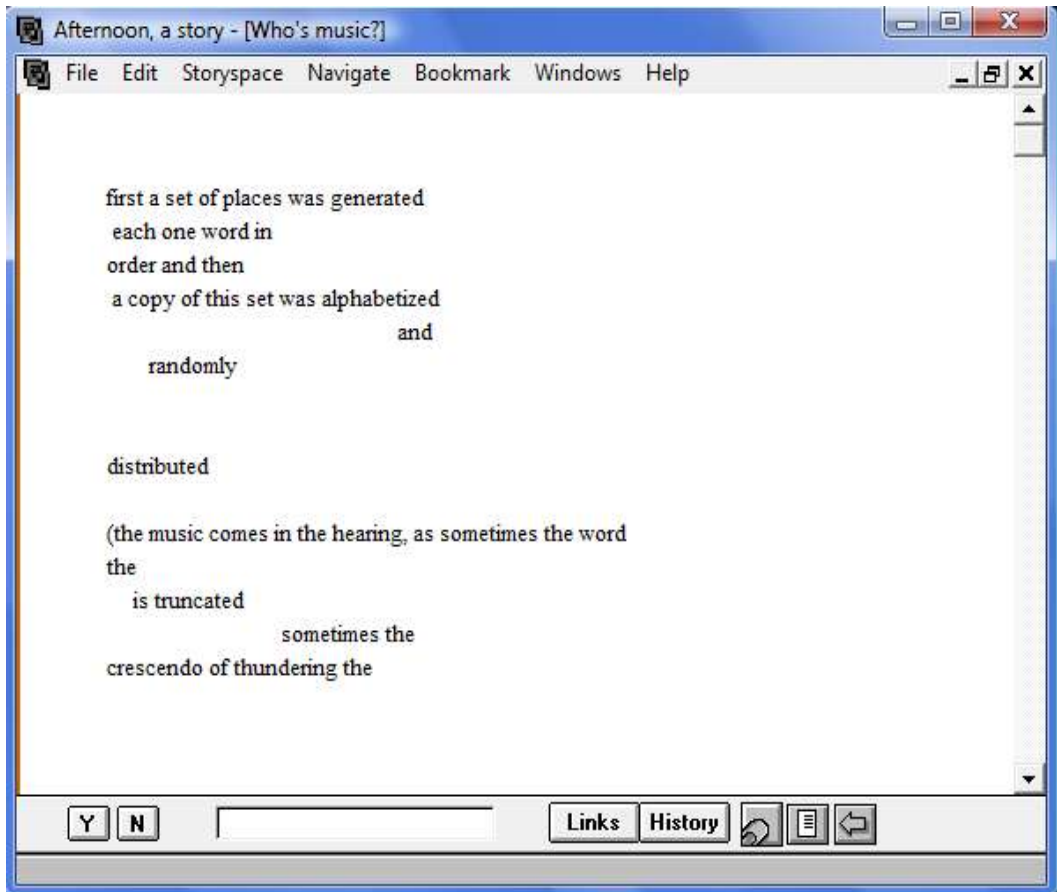 Afternoon, a story - [Who's music?]
File Edit Storyspace Navigate Bookmark Windows Help
first a set of places was generated
each one word in
order and then
a copy of this set was alphabetized
and
randomly
distributed
(the music comes in the hearing, as sometimes the word
the
is truncated
sometimes the
crescendo of thundering the
Y N Links History